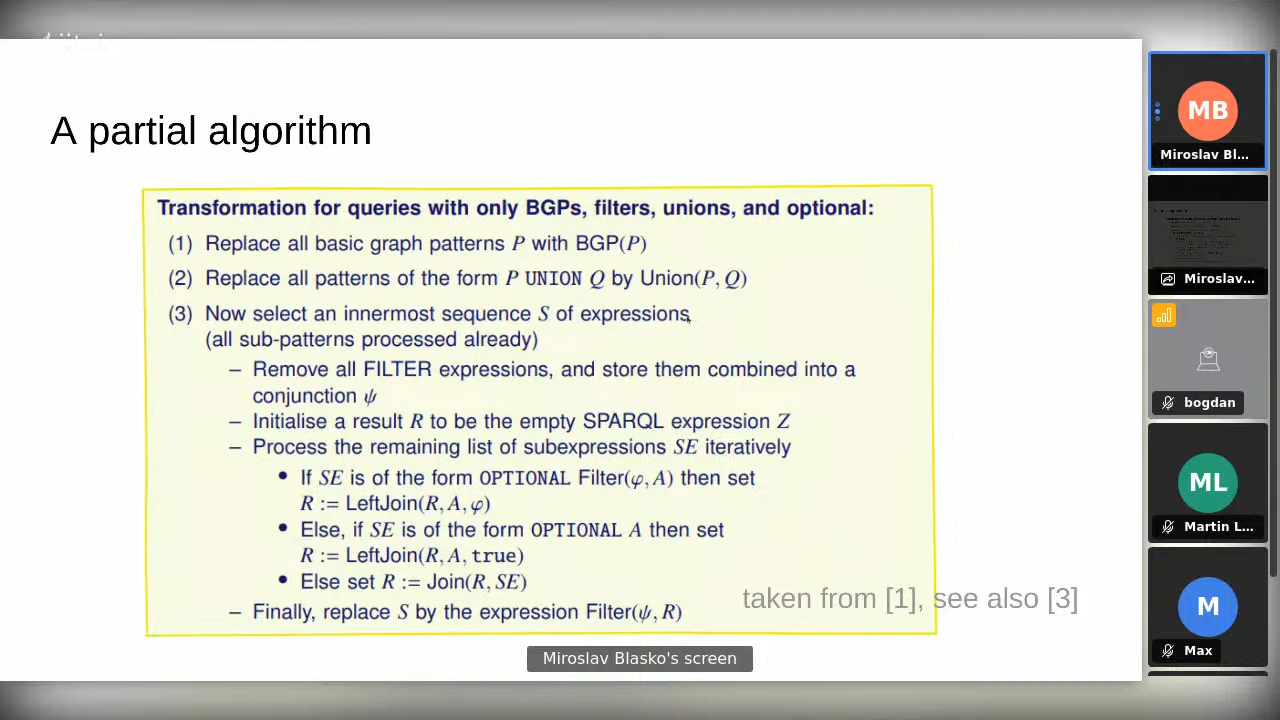 A partial algorithm
Transformation for queries with only BGPs, filters, unions, and optional:
(1) Replace all basic graph patterns P with BGP(P)
(2) Replace all patterns of the form P UNION Q by Union(P, Q)
(3) Now select an innermost sequence S of expressions
(all sub-patterns processed already)
– Remove all FILTER expressions, and store them combined into a
conjunction ψ
– Initialise a result R to be the empty SPARQL expression Z
– Process the remaining list of subexpressions SE iteratively
• If SE is of the form OPTIONAL Filter(φ, A) then set
R := LeftJoin(R, A, φ)
• Else, if SE is of the form OPTIONAL A then set
R := LeftJoin(R, A, true)
• Else set R := Join(R, SE)
– Finally, replace S by the expression Filter(ψ, R)
taken from [1], see also [3]
Miroslav Blasko's screen
MB
Miroslav Bl...
Miroslav...
bogdan
ML
Martin L...
M
Max